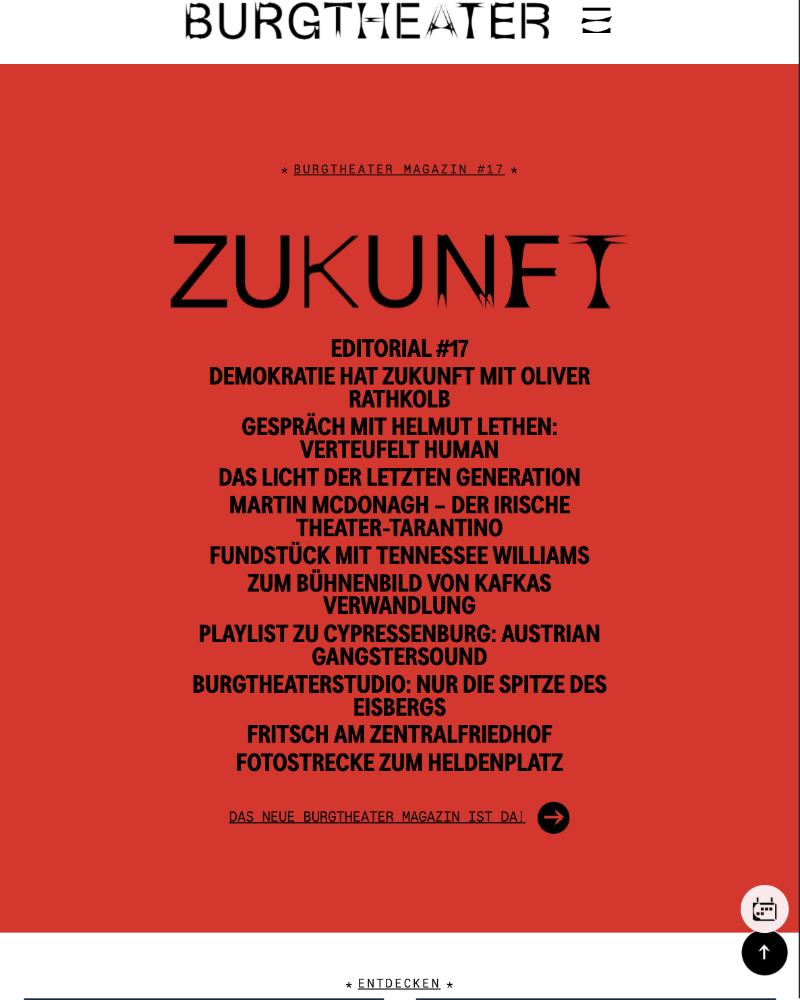 BURGTHEATER
* BURGTHEATER MAGAZIN #17 *
ZUKUNFT
EDITORIAL #17
DEMOKRATIE HAT ZUKUNFT MIT OLIVER
RATHKOLB
GESPRÄCH MIT HELMUT LETHEN:
VERTEUFELT HUMAN
DAS LICHT DER LETZTEN GENERATION
MARTIN MCDONAGH – DER IRISCHE
THEATER-TARANTINO
FUNDSTÜCK MIT TENNESSEE WILLIAMS
ZUM BÜHNENBILD VON KAFKAS
VERWANDLUNG
PLAYLIST ZU CYPRESSENBURG: AUSTRIAN
GANGSTERSOUND
BURGTHEATERSTUDIO: NUR DIE SPITZE DES
EISBERGS
FRITSCH AM ZENTRALFRIEDHOF
FOTOSTRECKE ZUM HELDENPLATZ
DAS NEUE BURGTHEATER MAGAZIN IST DA!
* ENTDECKEN *